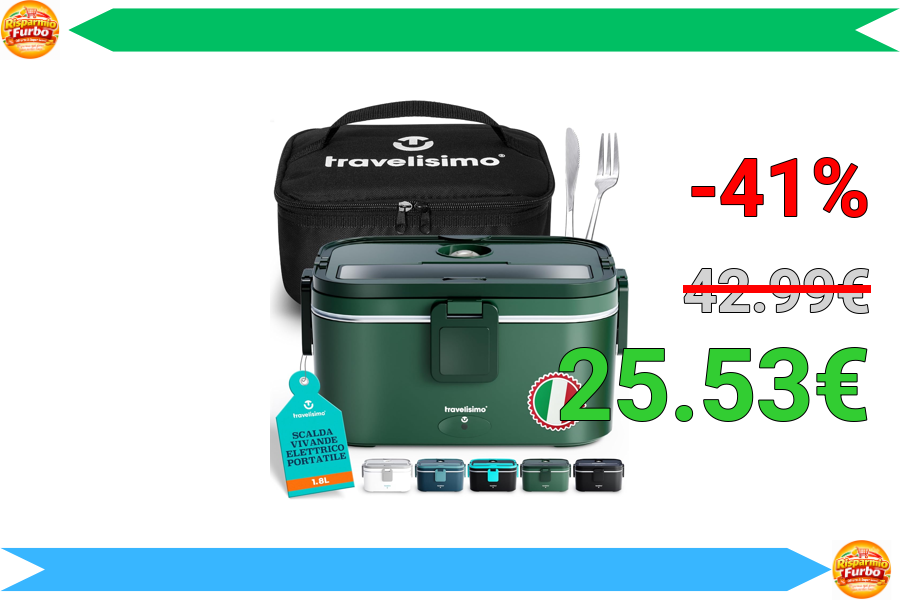 Risparmio
Furbo
travelisimo®
-41%
42.99€
25.53€
travelisimo
travelisimo
SCALDA
VIVANDE
ELETTRICO
PORTATILE
1.8L
Risparmio
Furbo